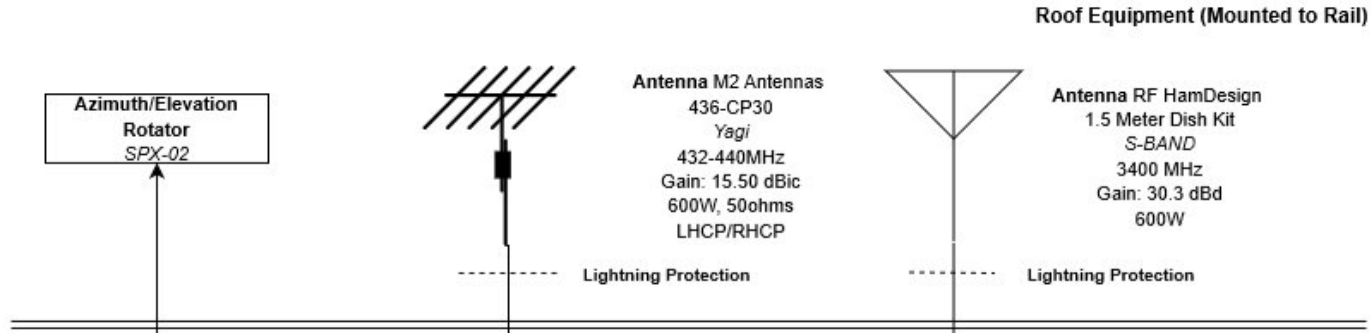 Roof Equipment (Mounted to Rail)
Azimuth/Elevation
Rotator
SPX-02
Antenna M2 Antennas
436-CP30
Yagi
432-440MHz
Gain: 15.50 dBic
600W, 50ohms
LHCP/RHCP
Antenna RF HamDesign
1.5 Meter Dish Kit
S-BAND
3400 MHz
Gain: 30.3 dBd
600W
Lightning Protection
Lightning Protection